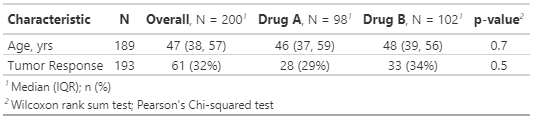 Characteristic N Overall, N = 200¹ Drug A, N = 98¹ Drug B, N = 102¹ p-value²
Age, yrs 189 47 (38, 57) 46 (37, 59) 48 (39, 56) 0.7
Tumor Response 193 61 (32%) 28 (29%) 33 (34%) 0.5
¹ Median (IQR); n (%)
² Wilcoxon rank sum test; Pearson's Chi-squared test